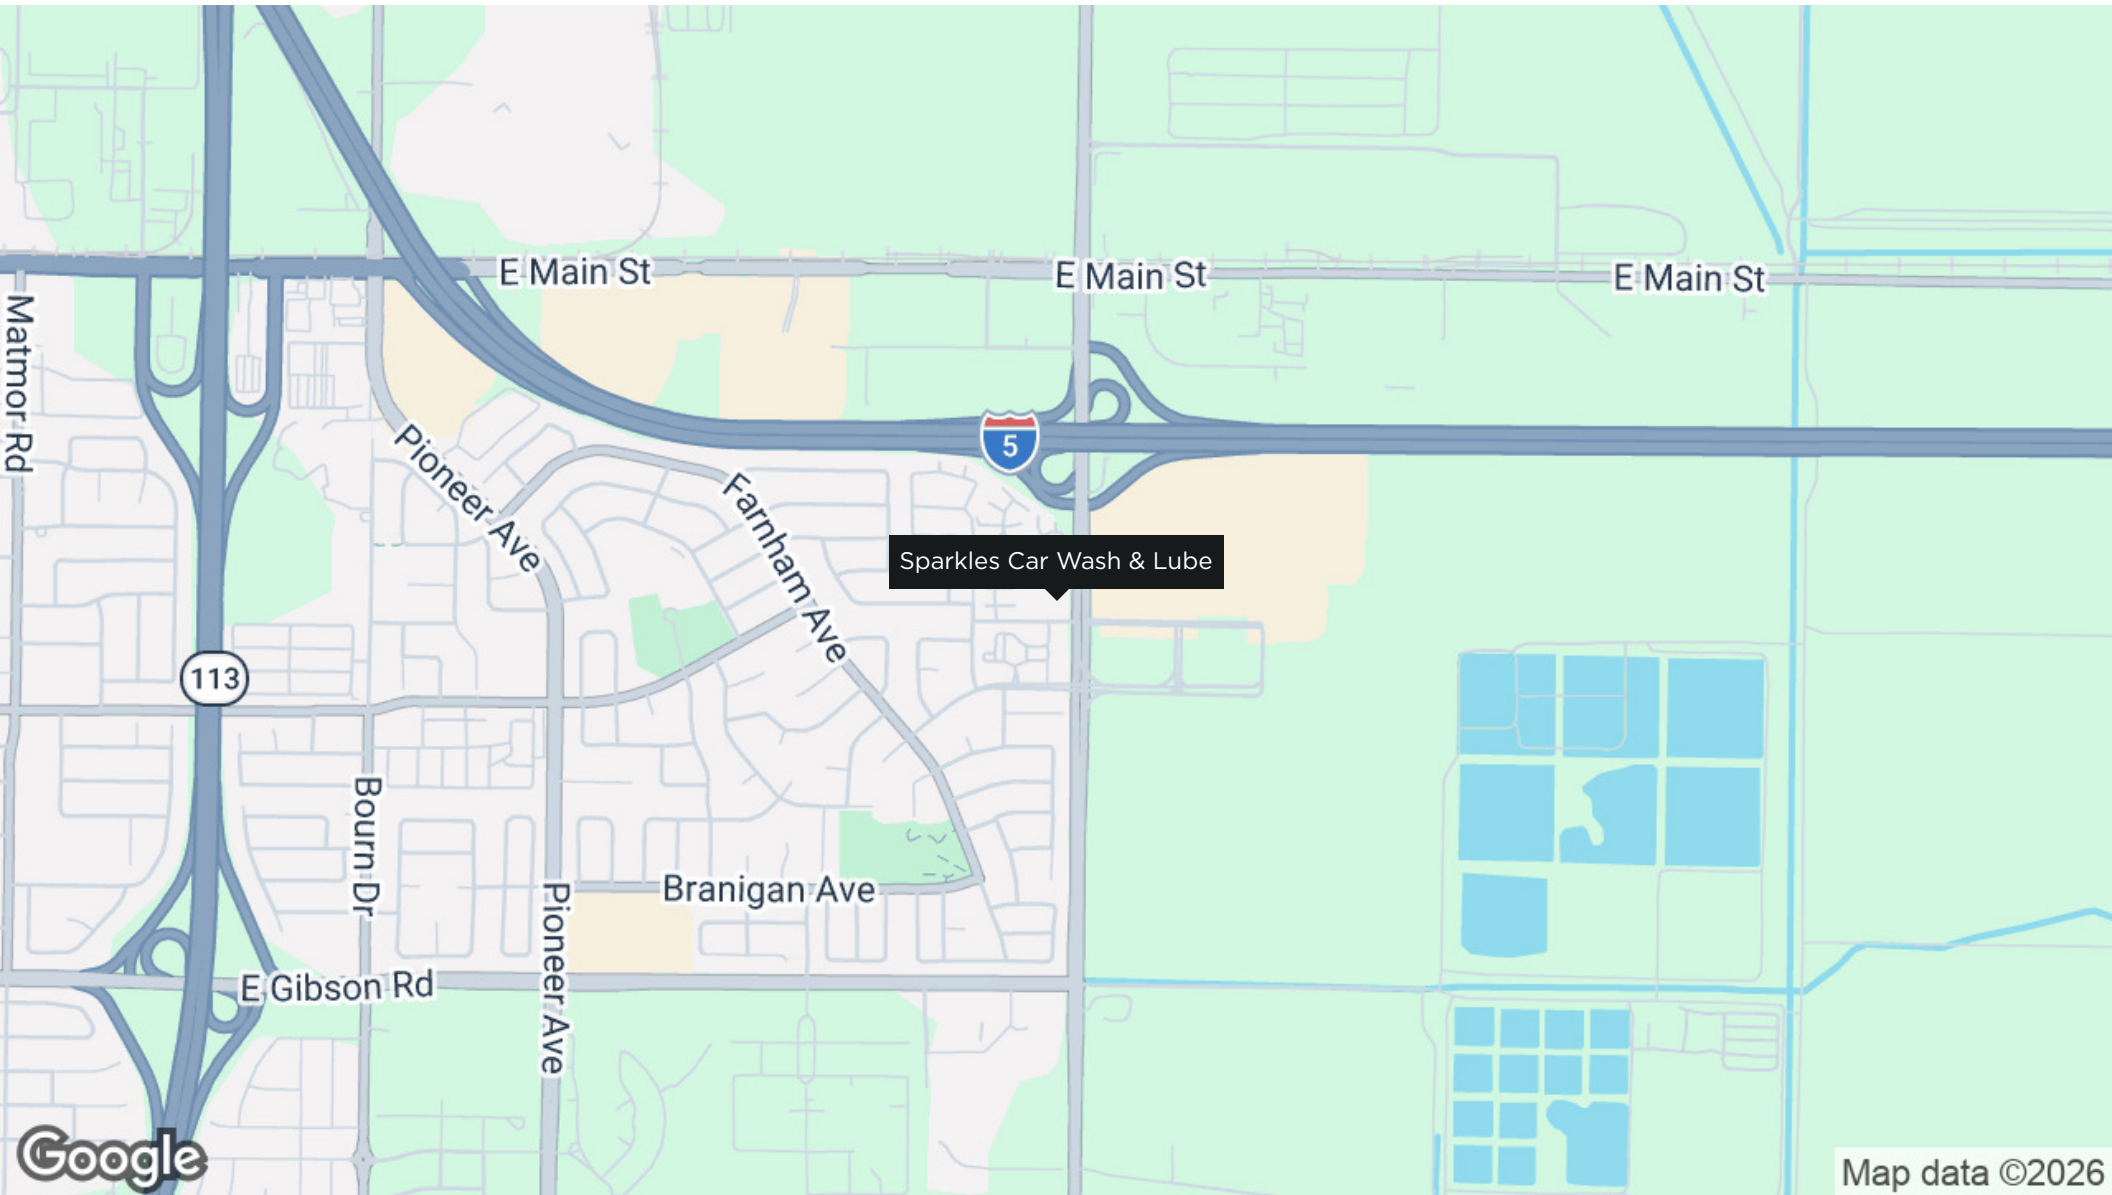 E Main St
E Main St
E Main St
Matmor Rd
Pioneer Ave
5
Farnham Ave
Sparkles Car Wash & Lube
113
Bourn Dr
Branigan Ave
Pioneer Ave
E Gibson Rd
Google
Map data ©2026